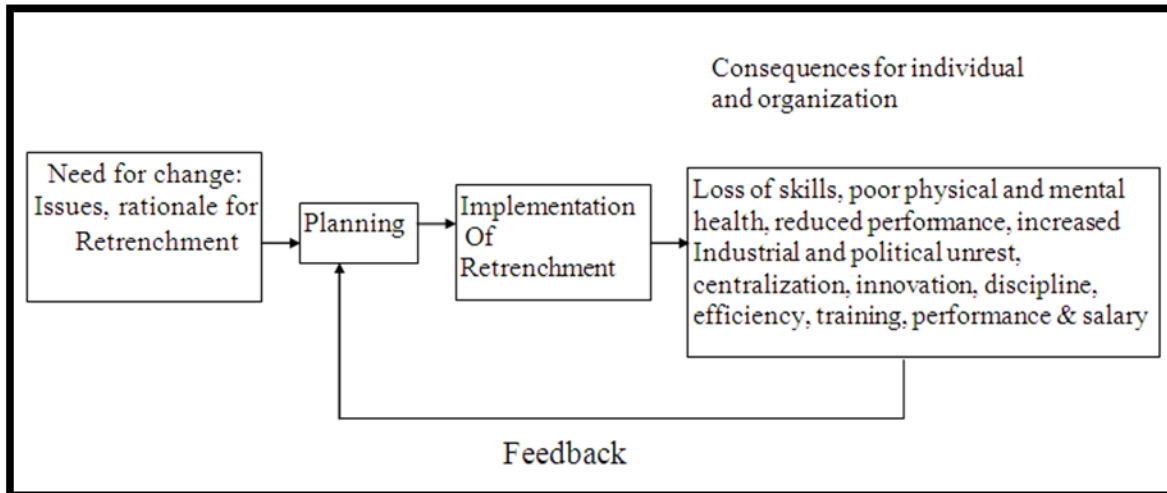 Consequences for individual
and organization
Need for change:
Issues, rationale for
Retrenchment
Planning
Implementation
Of
Retrenchment
Loss of skills, poor physical and mental
health, reduced performance, increased
Industrial and political unrest,
centralization, innovation, discipline,
efficiency, training, performance & salary
Feedback